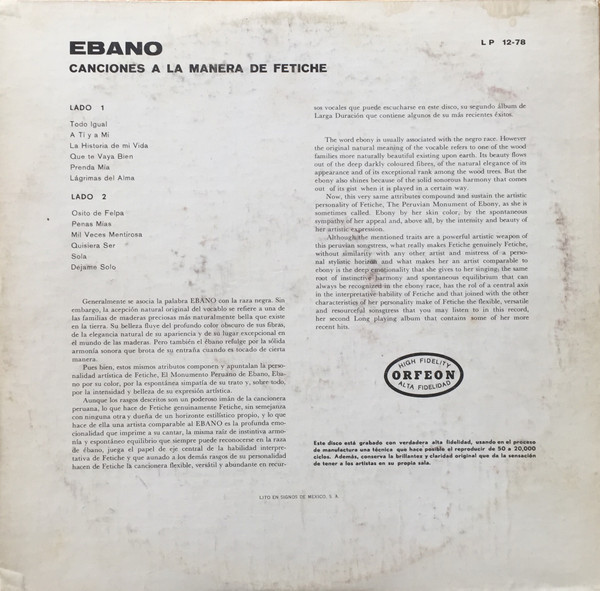 EBANO
LP 12-78
CANCIONES A LA MANERA DE FETICHE
LADO 1
Todo Igual
A Ti y a Mi
La Historia de mi Vida
Que te Vaya Bien
Prenda Mia
Lágrimas del Alma
LADO 2
Osito de Felpa
Penas Mias
Mil Veces Mentirosa
Quisiera Ser
Sola
Dejame Solo
Generalmente se asocia la palabra EBANO con la raza negra. Sin
embargo, la acepción natural original del vocablo se refiere a una de
las familias de maderas preciosas más naturalmente bella que existe
en la tierra. Su belleza fluye del profundo color obscuro de sus fibras,
de la elegancia natural de su apariencia y de su lugar excepcional en
el mundo de las maderas. Pero también el ébano refulge por la sólida
armonía sonora que brota de su entraña cuando es tocado de cierta
manera.
Pues bien, estos mismos atributos componen y apuntalan la perso-
nalidad artística de Fetiche, El Monumento Peruano de Ebano, Eba-
no por su color, por la espontánea simpatía de su trato y, sobre todo,
por la intensidad y belleza de su expresión artística.
Aunque los rasgos descritos son un poderoso imán de la cancionera
peruana, lo que hace de Fetiche genuinamente Fetiche, sin semejanza
con ninguna otra y dueña de un horizonte estilístico propio, y lo que
hace de ella una artista comparable al EBANO es la profunda emo-
cionalidad que imprime a su cantar, la misma raíz de instintiva armo-
nía y espontáneo equilibrio que siempre puede reconocerse en la raza
de ébano, juega el papel de eje central de la habilidad interpre-
tativa de Fetiche y que aunado a los demás rasgos de su personalidad
hacen de Fetiche la cancionera flexible, versátil y abundante en recur-
sos vocales que puede escucharse en este disco, su segundo álbum de
Larga Duración que contiene algunos de su más recientes éxitos.
The word ebony is usually associated with the negro race. However
the original natural meaning of the vocable refers to one of the wood
families more naturally beautiful existing upon earth. Its beauty flows
out of the deep darkly coloured fibres, of the natural elegance of its
appearance and of its exceptional rank among the wood trees. But the
ebony also shines because of the solid sonorous harmony that comes
out of its gist when it is played in a certain way.
Now, this very same attributes compound and sustain the artistic
personality of Fetiche, The Peruvian Monument of Ebony, as she is
sometimes called. Ebony by her skin color, by the spontaneous
sympathy of her appeal and, above all, by the intensity and beauty of
her artistic expression.
Although the mentioned traits are a powerful artistic weapon of
this peruvian songstress, what really makes Fetiche genuinely Fetiche,
without similarity with any other artist and mistress of a perso-
nal stylistic horizon and what makes her an artist comparable to
ebony is the deep emotionality that she gives to her singing; the same
root of instinctive harmony and spontaneous equilibrium that can
always be recognized in the ebony race, has the rol of a central axis
in the interpretative hability of Fetiche and that joined with the other
characteristics of her personality make of Fetiche the flexible, versatile
and resourceful songstress that you may listen to in this record,
her second Long playing album that contains some of her more
recent hits.
HIGH FIDELITY
ORFEON
ALTA FIDELIDAD
Este disco está grabado con verdadera alta fidelidad, usando en el proceso
de manufactura una técnica que hace posible el reproducir de 50 a 20,000
ciclos. Además, conserva la brillantez y claridad original que da la sensación
de tener a los artistas en su propia sala.
LITO EN SIGNOS DE MEXICO, S. A.